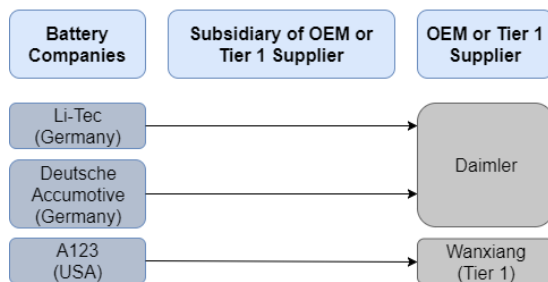 Battery
Companies
Subsidiary of OEM or
Tier 1 Supplier
OEM or Tier 1
Supplier
Li-Tec
(Germany)
Deutsche
Accumotive
(Germany)
Daimler
A123
(USA)
Wanxiang
(Tier 1)